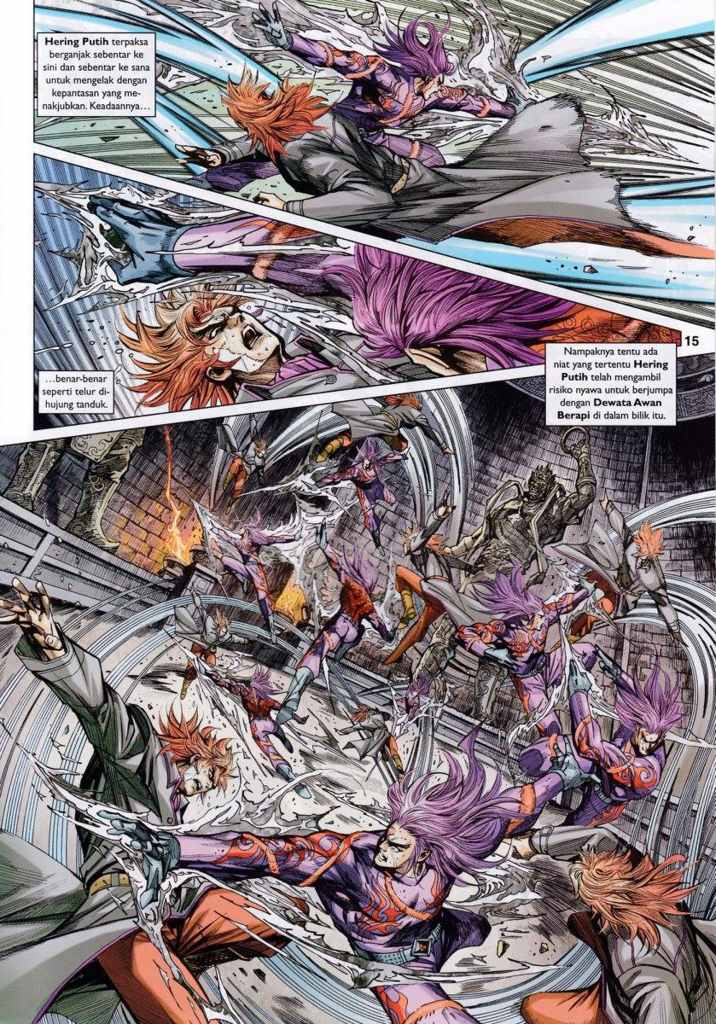 Hering Putih terpaksa
berganjak sebentar ke
sini dan sebentar ke sana
untuk mengelak dengan
kepantasan yang me-
nakjubkan. Keadaannya...
...benar-benar
seperti telur di-
hujung tanduk.
15
Nampaknya tentu ada
niat yang tertentu Hering
Putih telah mengambil
risiko nyawa untuk berjumpa
dengan Dewata Awan
Berapi di dalam bilik itu.